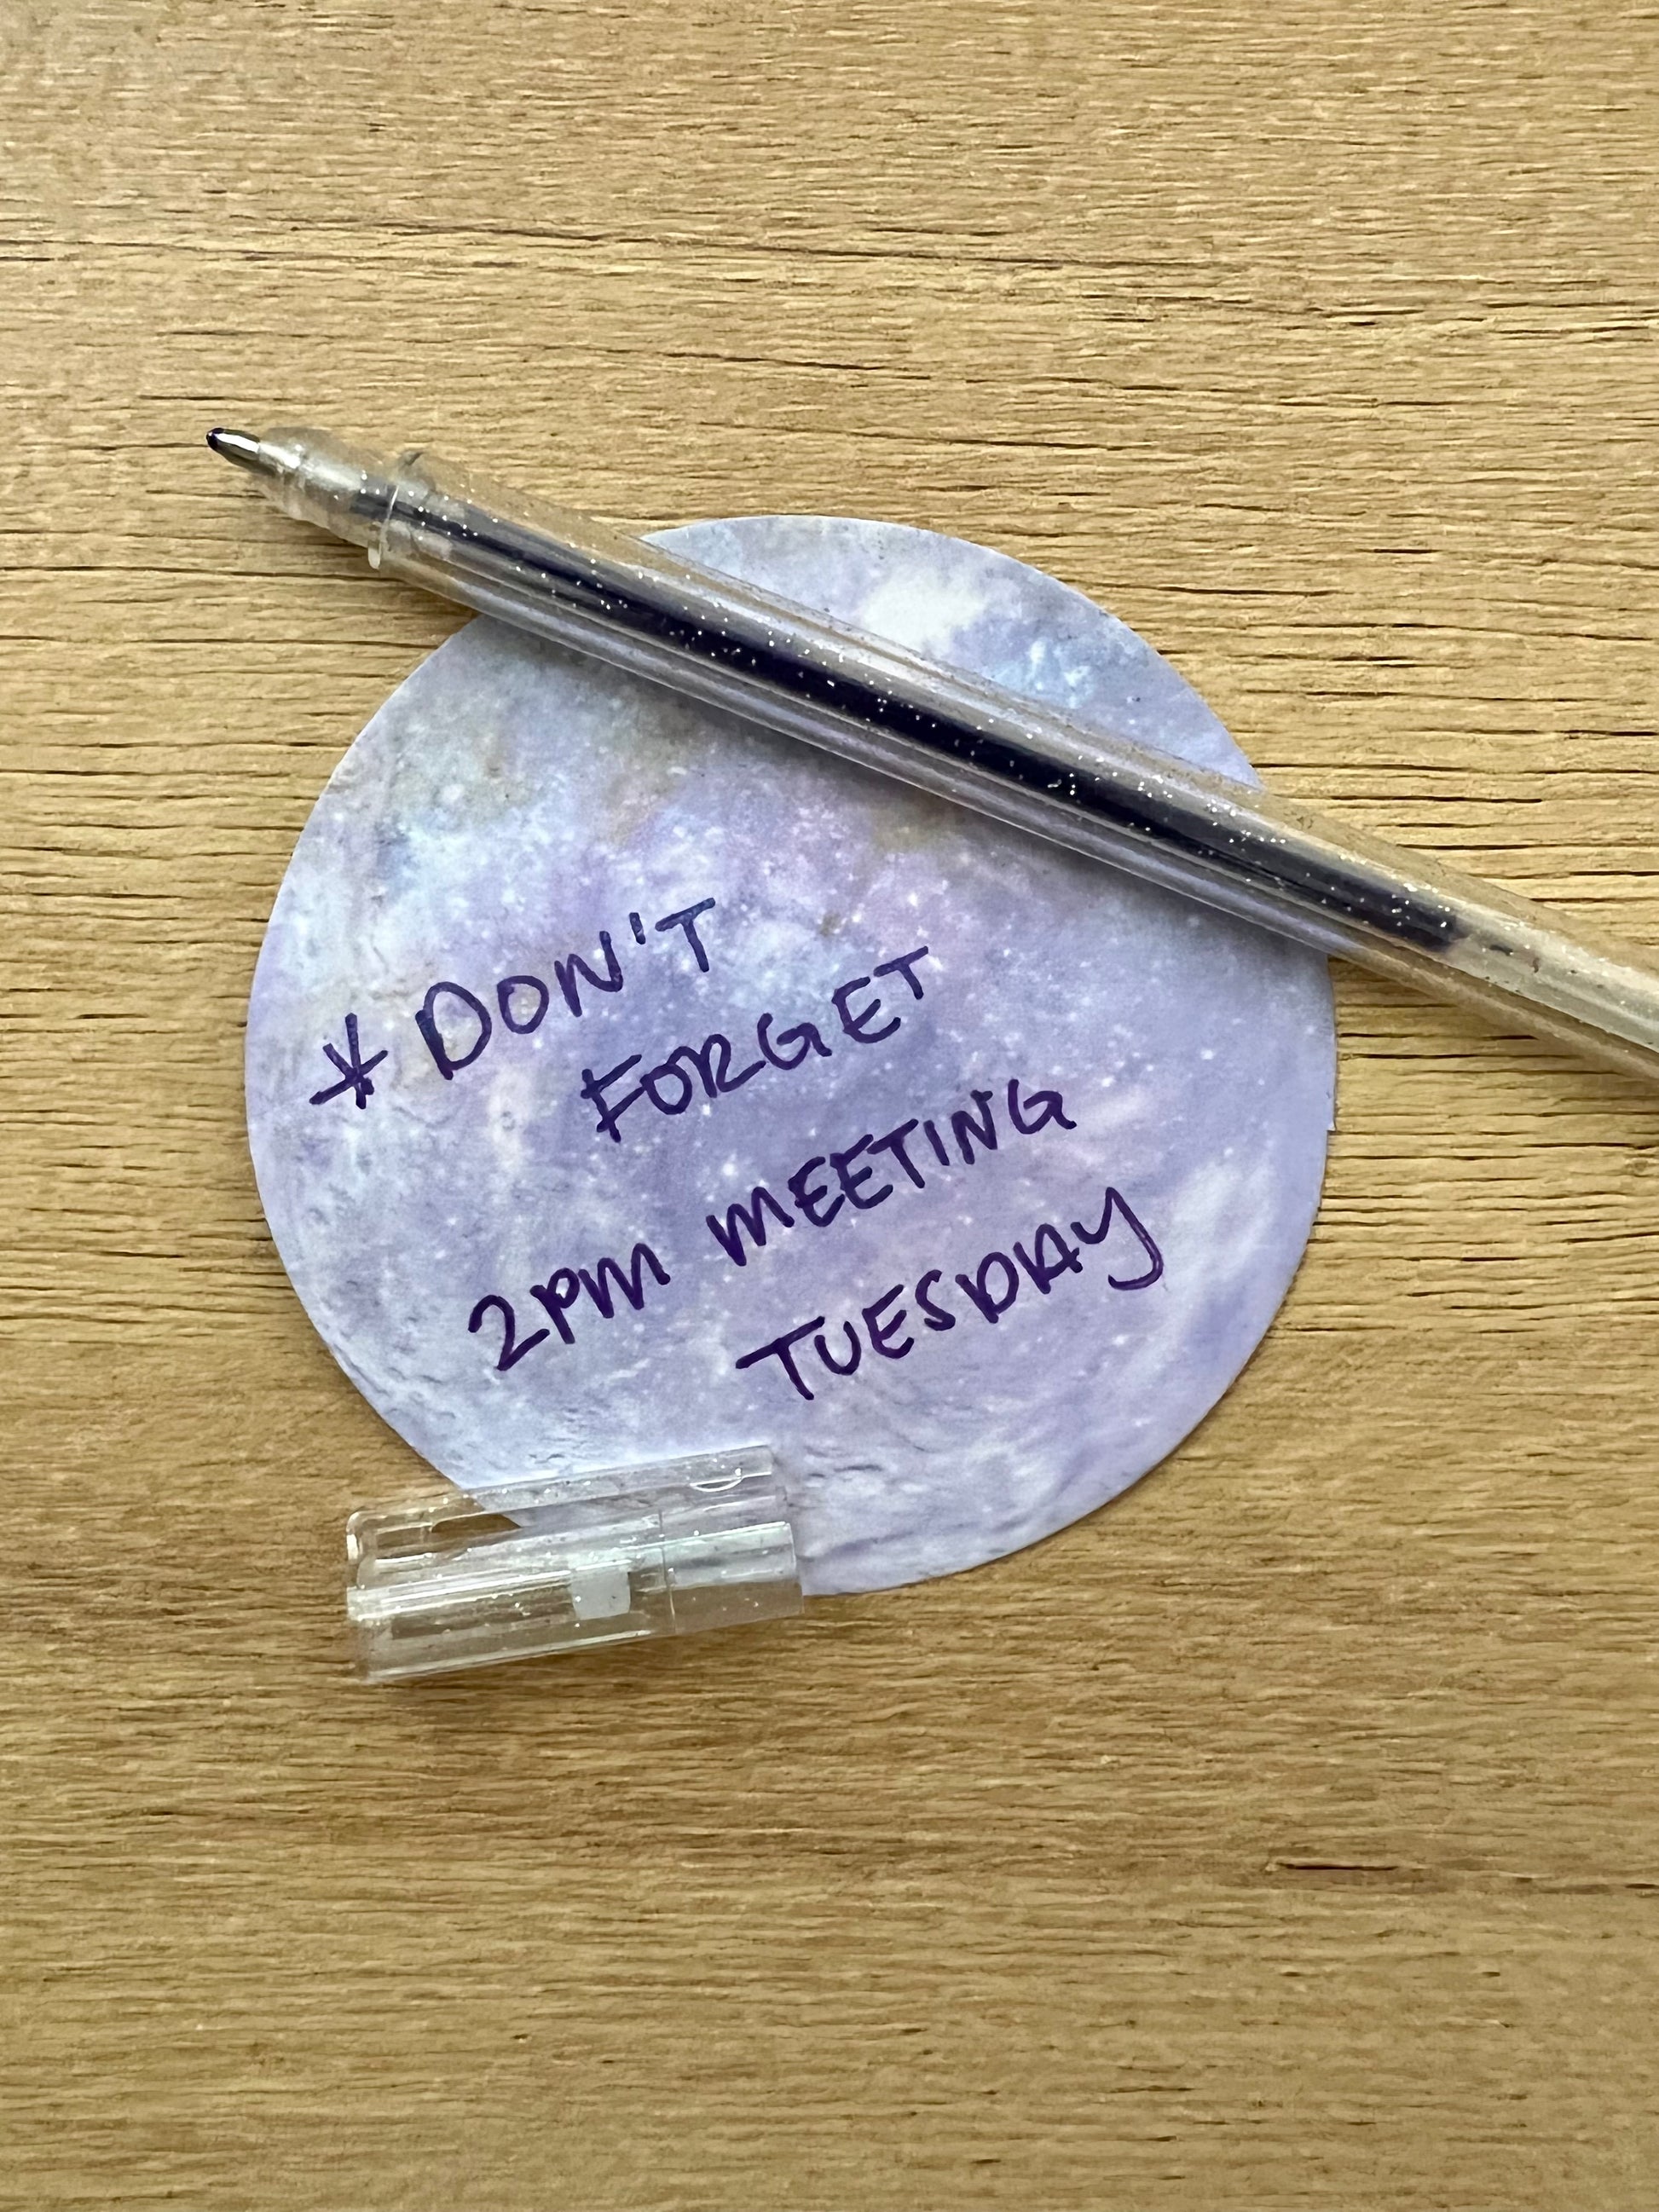 * DON'T
FORGET
2PM MEETING
TUESDAY